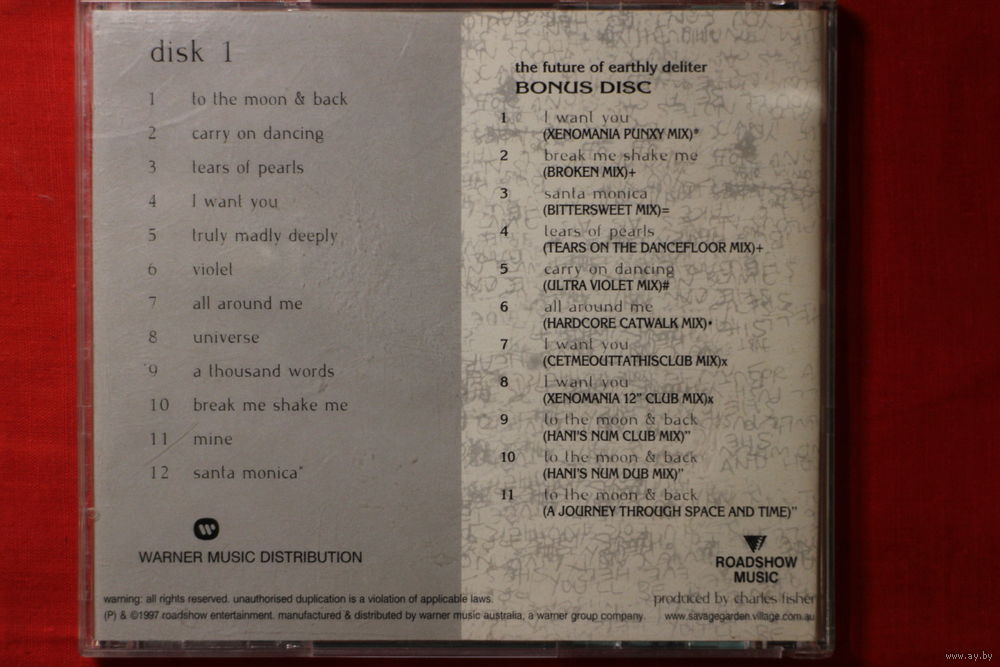 disk 1
1 to the moon & back
2 carry on dancing
3 tears of pearls
4 I want you
5 truly madly deeply
6 violet
7 all around me
8 universe
9 a thousand words
10 break me shake me
11 mine
12 santa monica"
WARNER MUSIC DISTRIBUTION
the future of earthly deliter
BONUS DISC
1 I want you
(XENOMANIA PUNXY MIX)*
2 break me shake me
(BROKEN MIX)+
3 santa monica
(BITTERSWEET MIX)=
4 tears of pearls
(TEARS ON THE DANCEFLOOR MIX)+
5 carry on dancing
(ULTRA VIOLET MIX)#
6 all around me
(HARDCORE CATWALK MIX)•
7 I want you
(CETMEOUTTATHISCLUB MIX)x
8 I want you
(XENOMANIA 12" CLUB MIX)x
9 to the moon & back
(HANI'S NUM CLUB MIX)"
10 to the moon & back
(HANI'S NUM DUB MIX)"
11 to the moon & back
(A JOURNEY THROUGH SPACE AND TIME)"
ROADSHOW
MUSIC
produced by charles fisher
warning: all rights reserved. unauthorised duplication is a violation of applicable laws.
(P) & ©1997 roadshow entertainment. manufactured & distributed by warner music australia, a warner group company.
www.savagegarden.village.com.au
www.ay.by